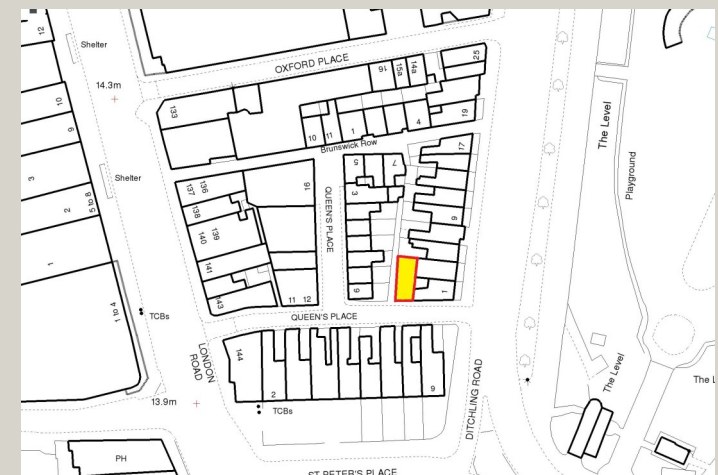 12
Shelter
14.3m
10
9
3
2
5 to 8
1
1 to 4
Shelter
TCBs
13.9m
OXFORD PLACE
133
16
15a
14a
25
10
11
1
4
19
Brunswick Row
17
137
136
138
139
140
141
143
16
11
12
QUEEN'S PLACE
5
7
3
9
9
1
QUEEN'S PLACE
LONDON
ROAD
144
2
9
TCBs
DITCHLING ROAD
PH
ST PETER'S PLACE
The Level
Playground
The Level
The L